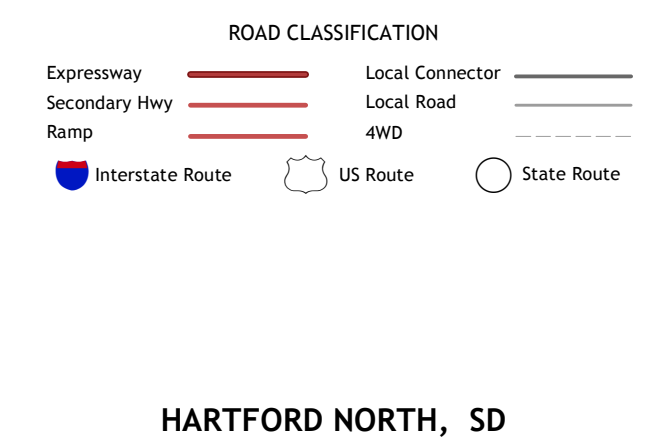 ROAD CLASSIFICATION
Expressway
Secondary Hwy
Ramp
Local Connector
Local Road
4WD
Interstate Route
US Route
State Route
HARTFORD NORTH, SD